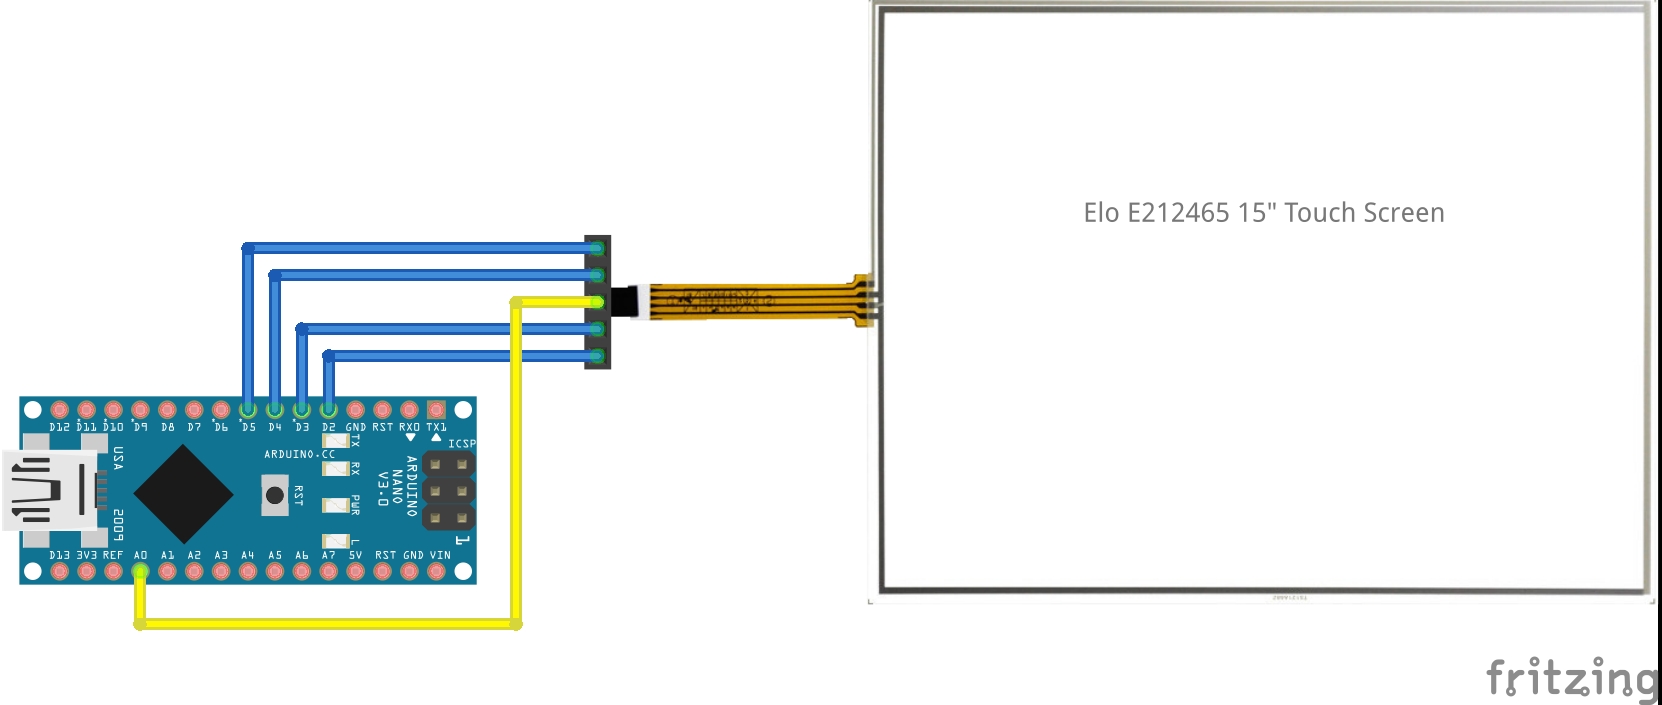 Elo E212465 15" Touch Screen
D12 D11 D10 D9 D8 D7 D6 D5 D4 D3 D2 GND RST RX0 TX1
TX
ICSP
USA
ARDUINO.CC
RX
RST
ARDUINO
NANO
V3.0
PWR
2009
L
1
D13 3V3 REF A0 A1 A2 A3 A4 A5 A6 A7 5V RST GND VIN
fritzing